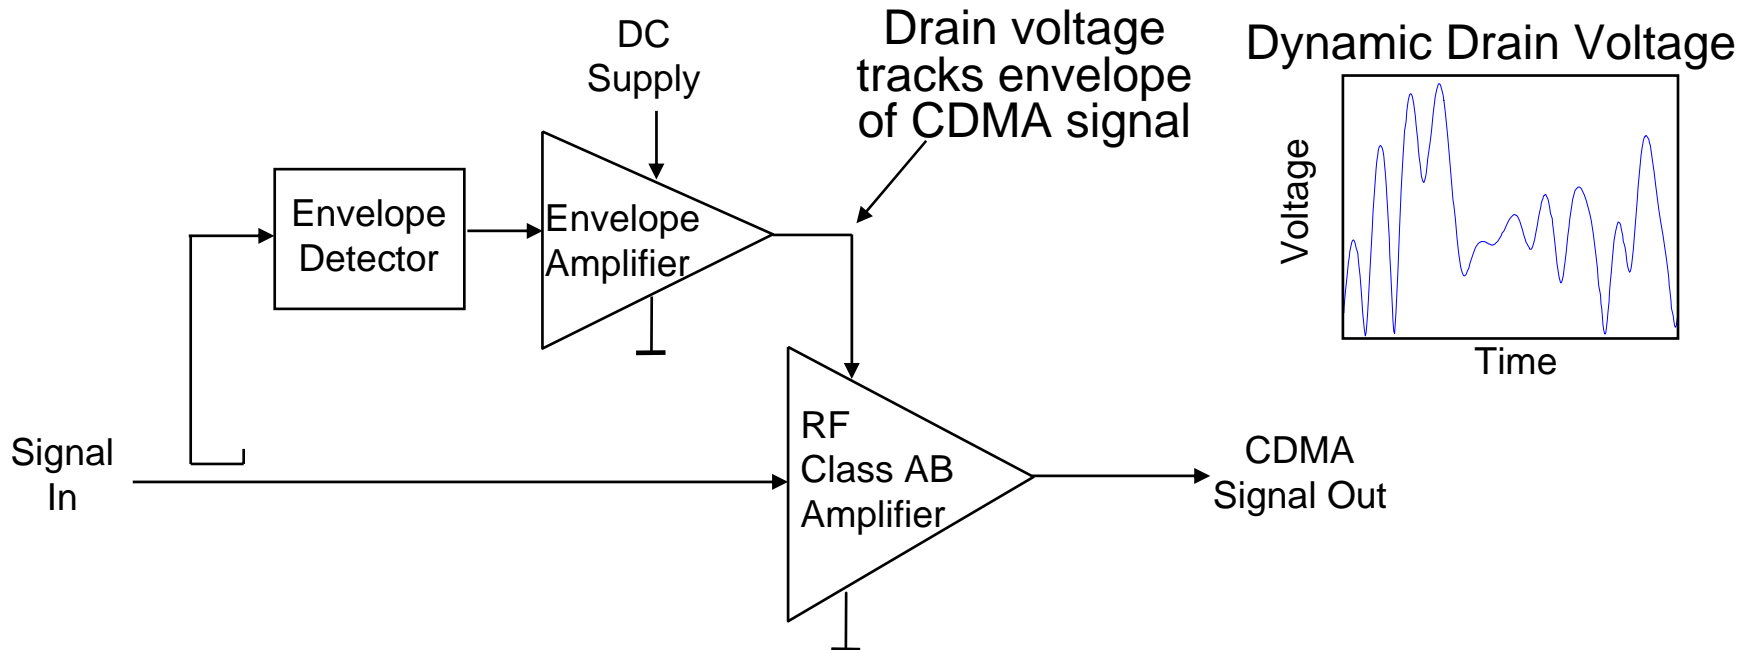 DC
Supply
Drain voltage
tracks envelope
of CDMA signal
Dynamic Drain Voltage
Voltage
Time
Envelope
Detector
Envelope
Amplifier
Signal
In
RF
Class AB
Amplifier
CDMA
Signal Out